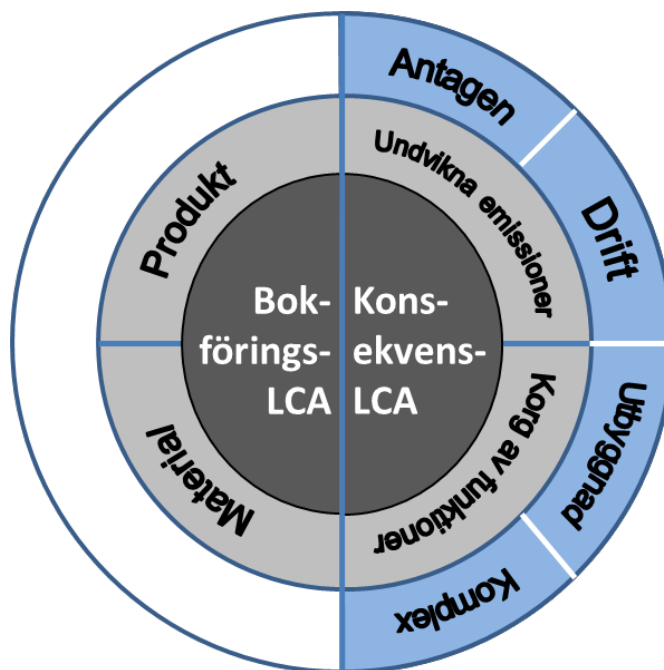 Antagen
Undvikna emissioner
Drift
Produkt
Bok-
förings-
LCA
Kons-
ekvens-
LCA
Material
Korg av funktioner
Utbyggnad
Komplex